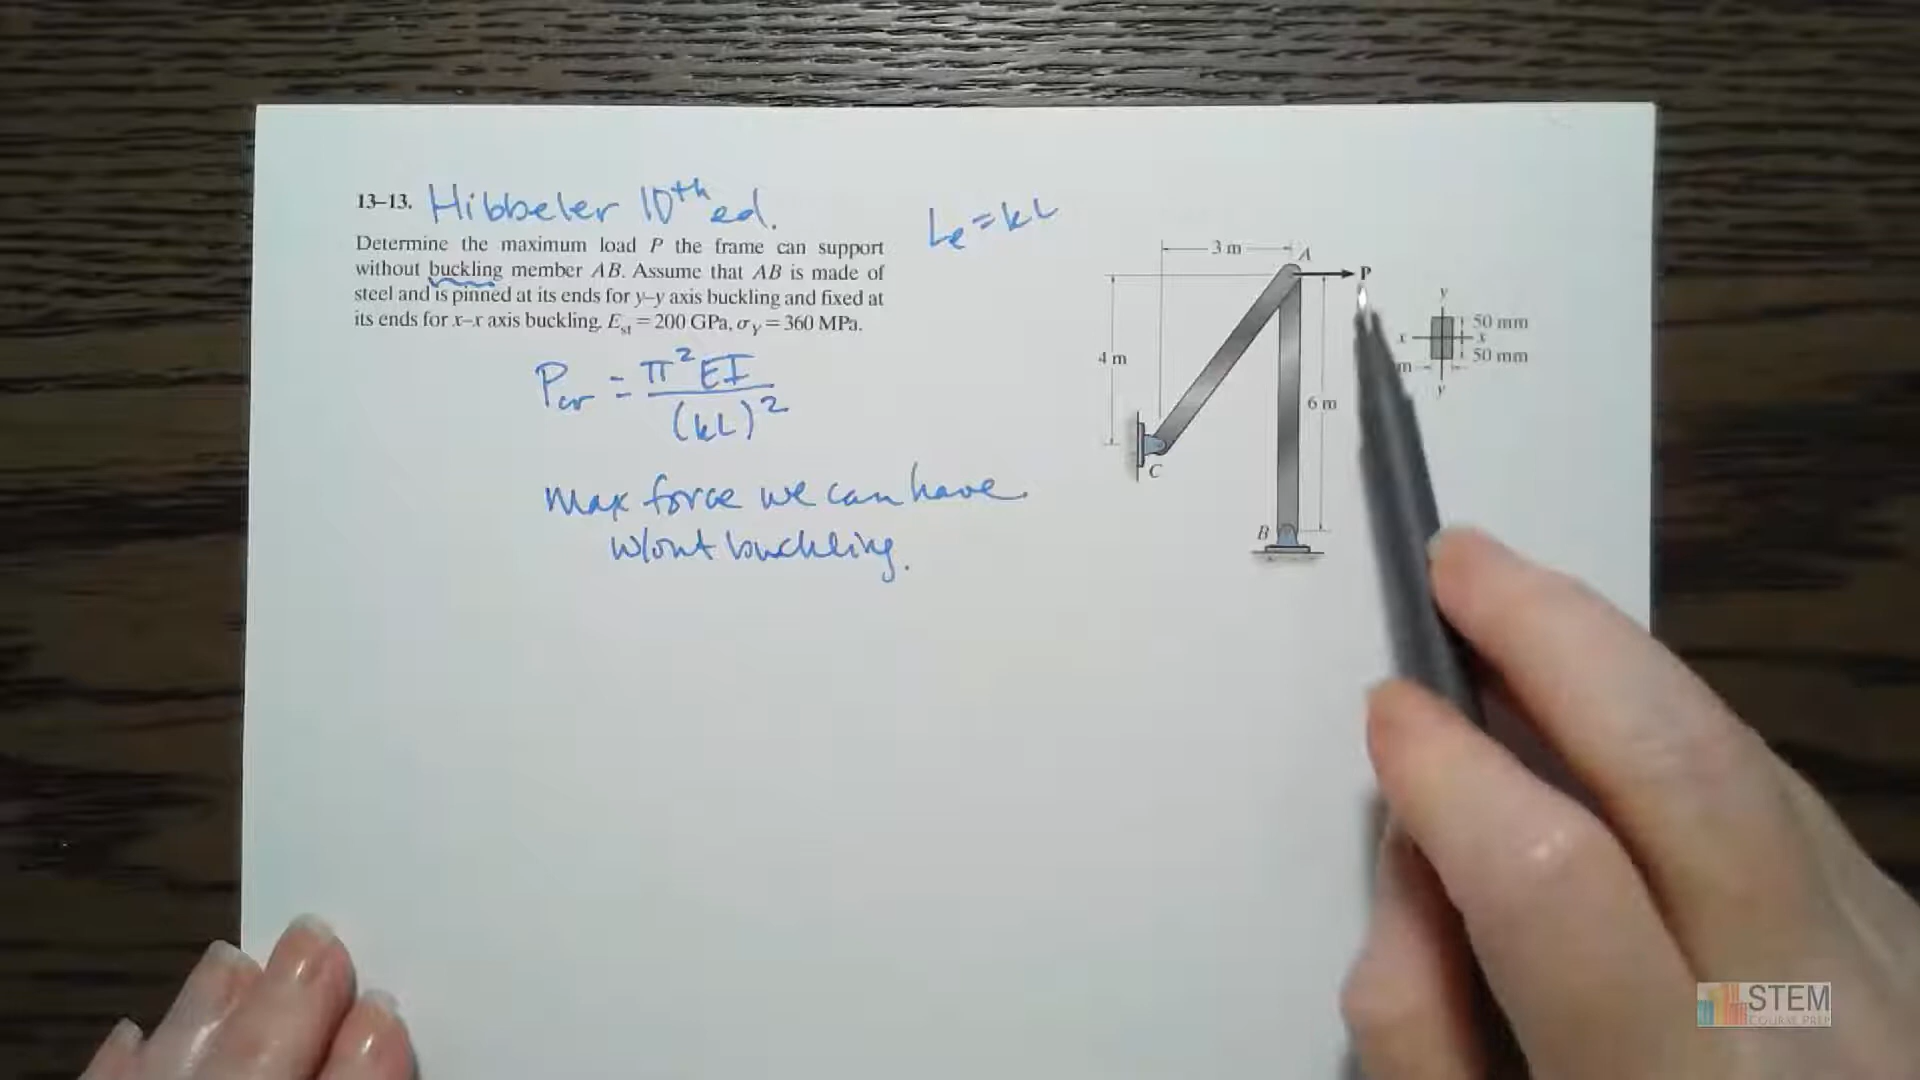 13–13. Hibbeler 10th ed.
Determine the maximum load P the frame can support
without buckling member AB. Assume that AB is made of
steel and is pinned at its ends for y–y axis buckling and fixed at
its ends for x–x axis buckling. Est = 200 GPa, σY = 360 MPa.
Le = kL
Pcr = π²EI
(kL)²
max force we can have
w/out buckling.
3 m
A
P
4 m
6 m
C
B
y
50 mm
x x
50 mm
m
y
STEM
COURSE PREP